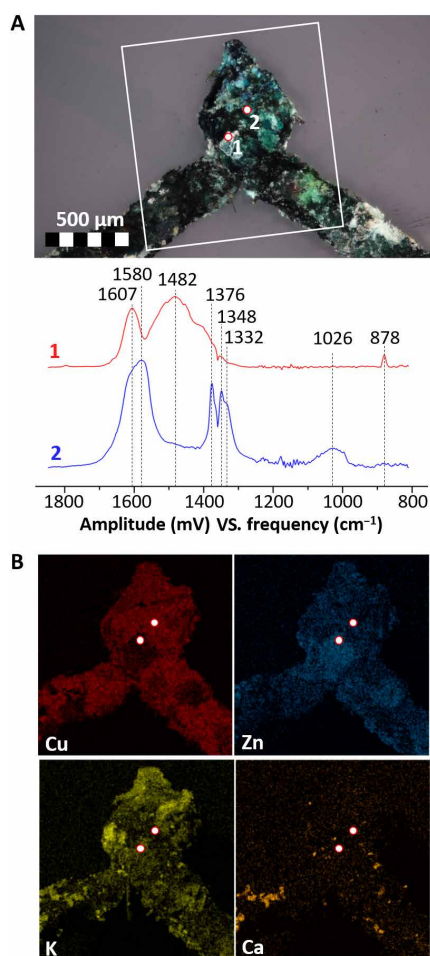 A
2
1
500 μm
1580
1607
1482
1376
1348
1332
1026
878
1
2
1800 1600 1400 1200 1000 800
Amplitude (mV) VS. frequency (cm⁻¹)
B
Cu
Zn
K
Ca